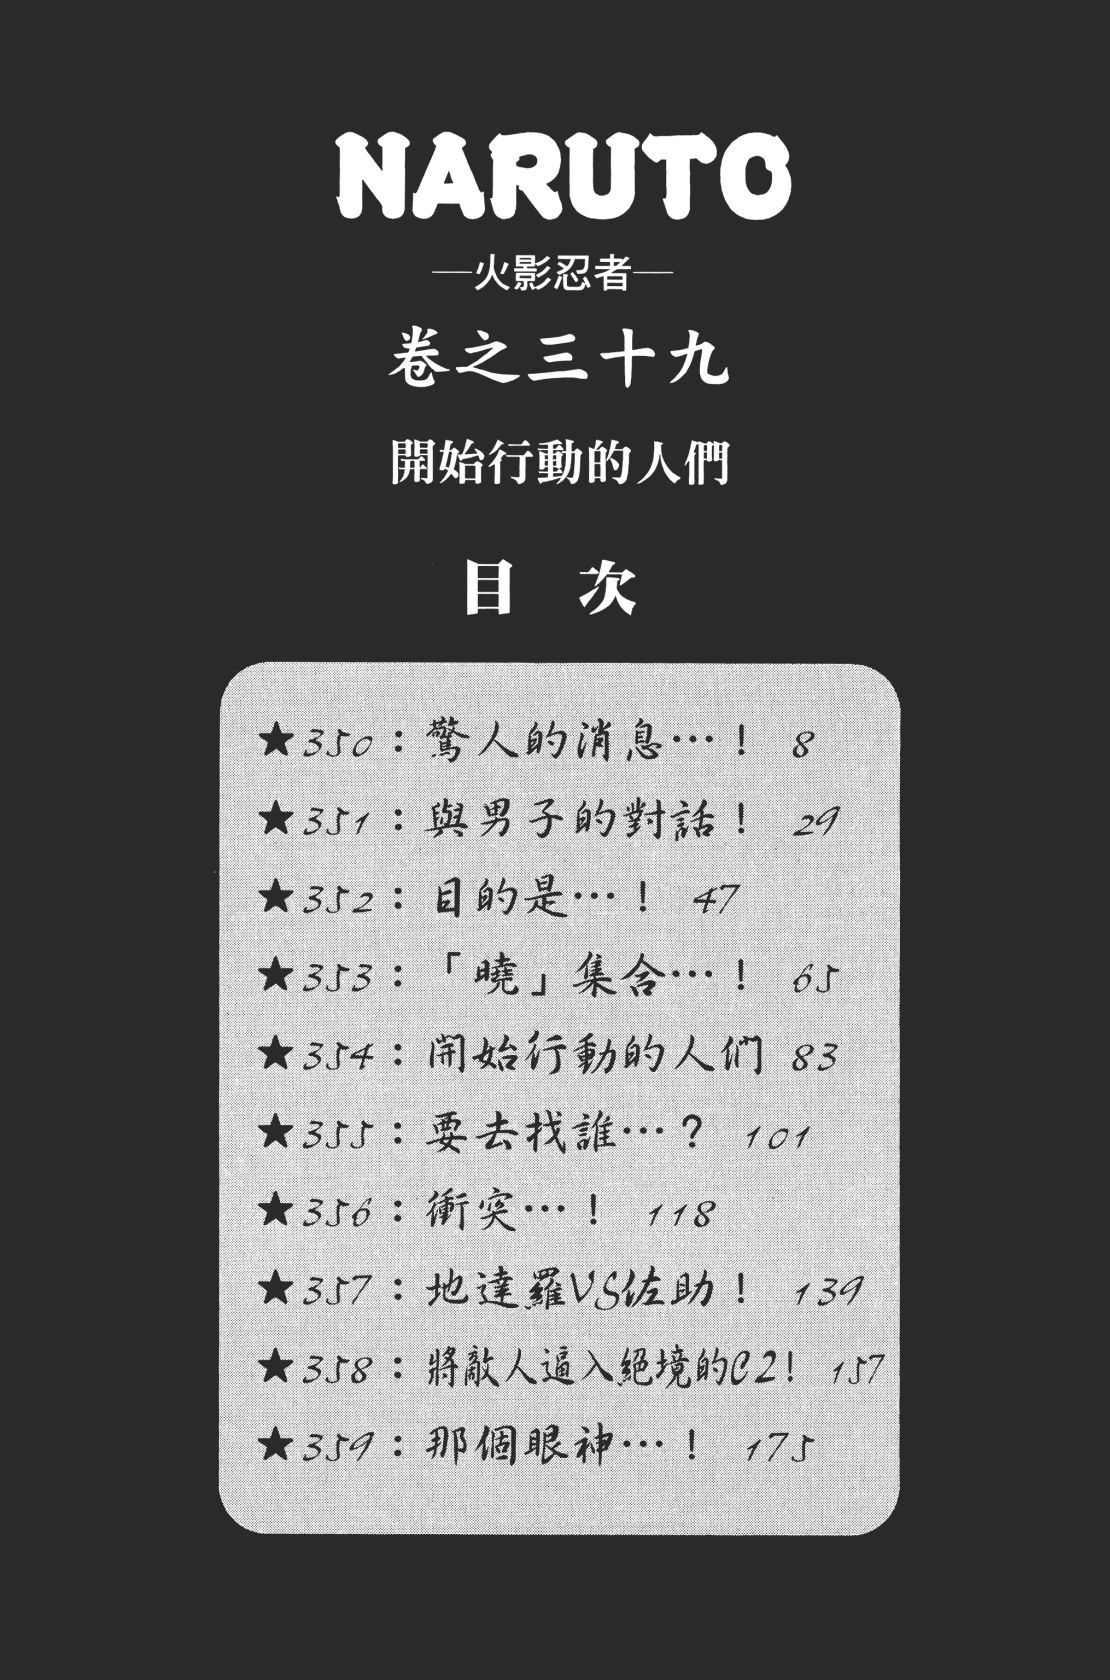 NARUTO
─火影忍者─
卷之三十九
開始行動的人們
目 次
★350：驚人的消息…！ 8
★351：與男子的對話！ 29
★352：目的是…！ 47
★353：「曉」集合…！ 65
★354：開始行動的人們 83
★355：要去找誰…？ 101
★356：衝突…！ 118
★357：地達羅VS佐助！ 139
★358：將敵人逼入絕境的C2！ 157
★359：那個眼神…！ 175